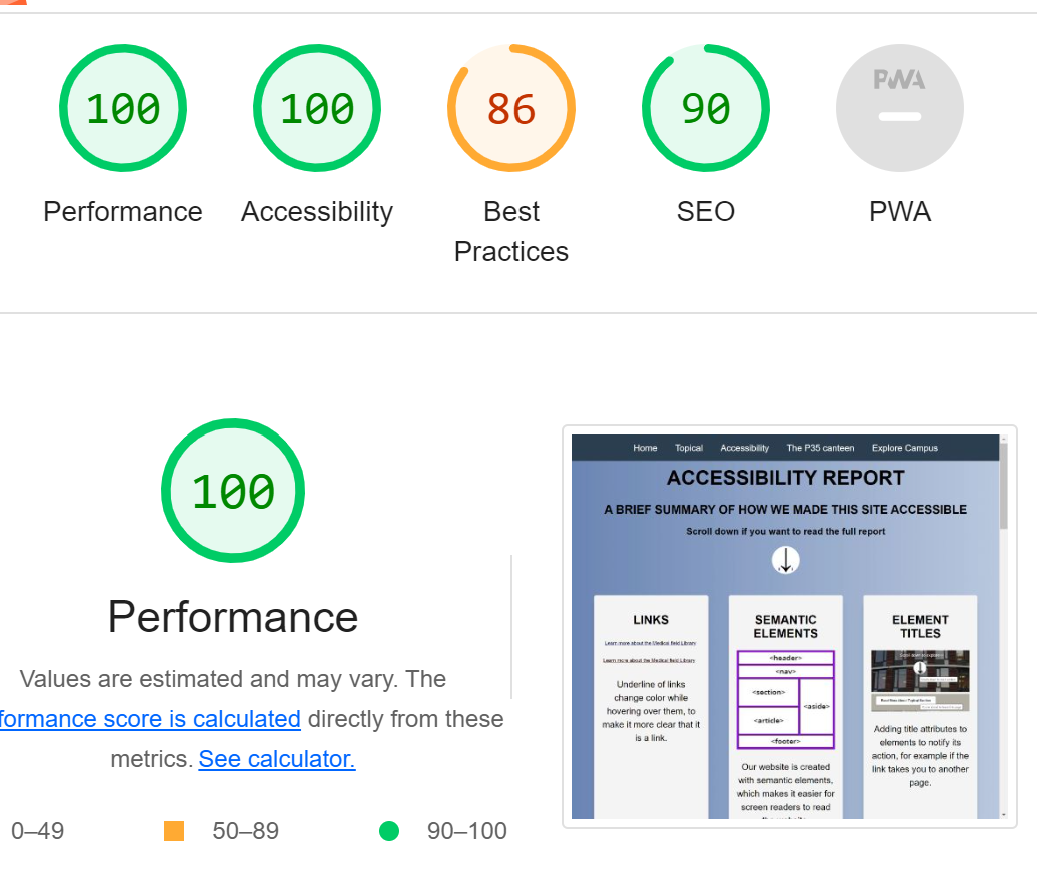 100
100
86
90
PWA
Performance
Accessibility
Best
Practices
SEO
PWA
100
Performance
Values are estimated and may vary. The
formance score is calculated directly from these
metrics. See calculator.
0–49
50–89
90–100
Home Topical Accessibility The P35 canteen Explore Campus
ACCESSIBILITY REPORT
A BRIEF SUMMARY OF HOW WE MADE THIS SITE ACCESSIBLE
Scroll down if you want to read the full report
LINKS
Learn more about the Medical field Library
Learn more about the Medical field Library
Underline of links
change color while
hovering over them, to
make it more clear that it
is a link.
SEMANTIC
ELEMENTS
<header>
<nav>
<section>
<aside>
<article>
<footer>
Our website is created
with semantic elements,
which makes it easier for
screen readers to read
ELEMENT
TITLES
Adding title attributes to
elements to notify its
action, for example if the
link takes you to another
page.